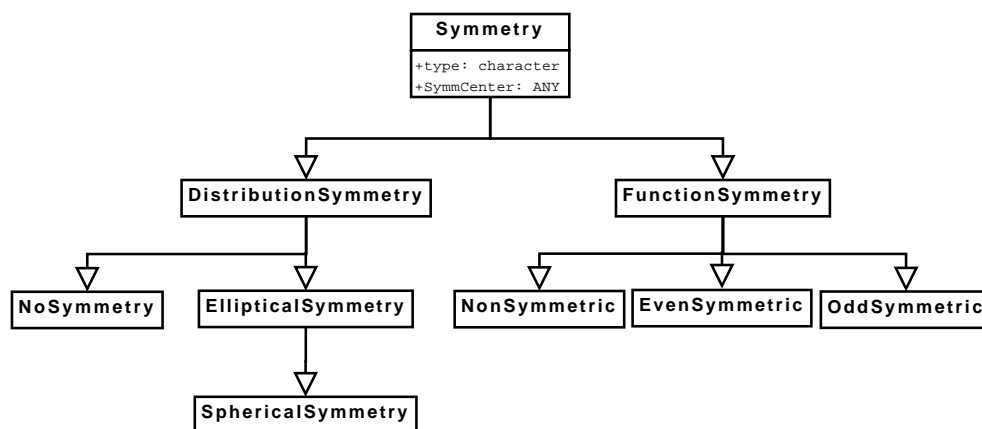 Symmetry
+type: character
+SymmCenter: ANY
DistributionSymmetry
FunctionSymmetry
NoSymmetry
EllipticalSymmetry
NonSymmetric
EvenSymmetric
OddSymmetric
SphericalSymmetry